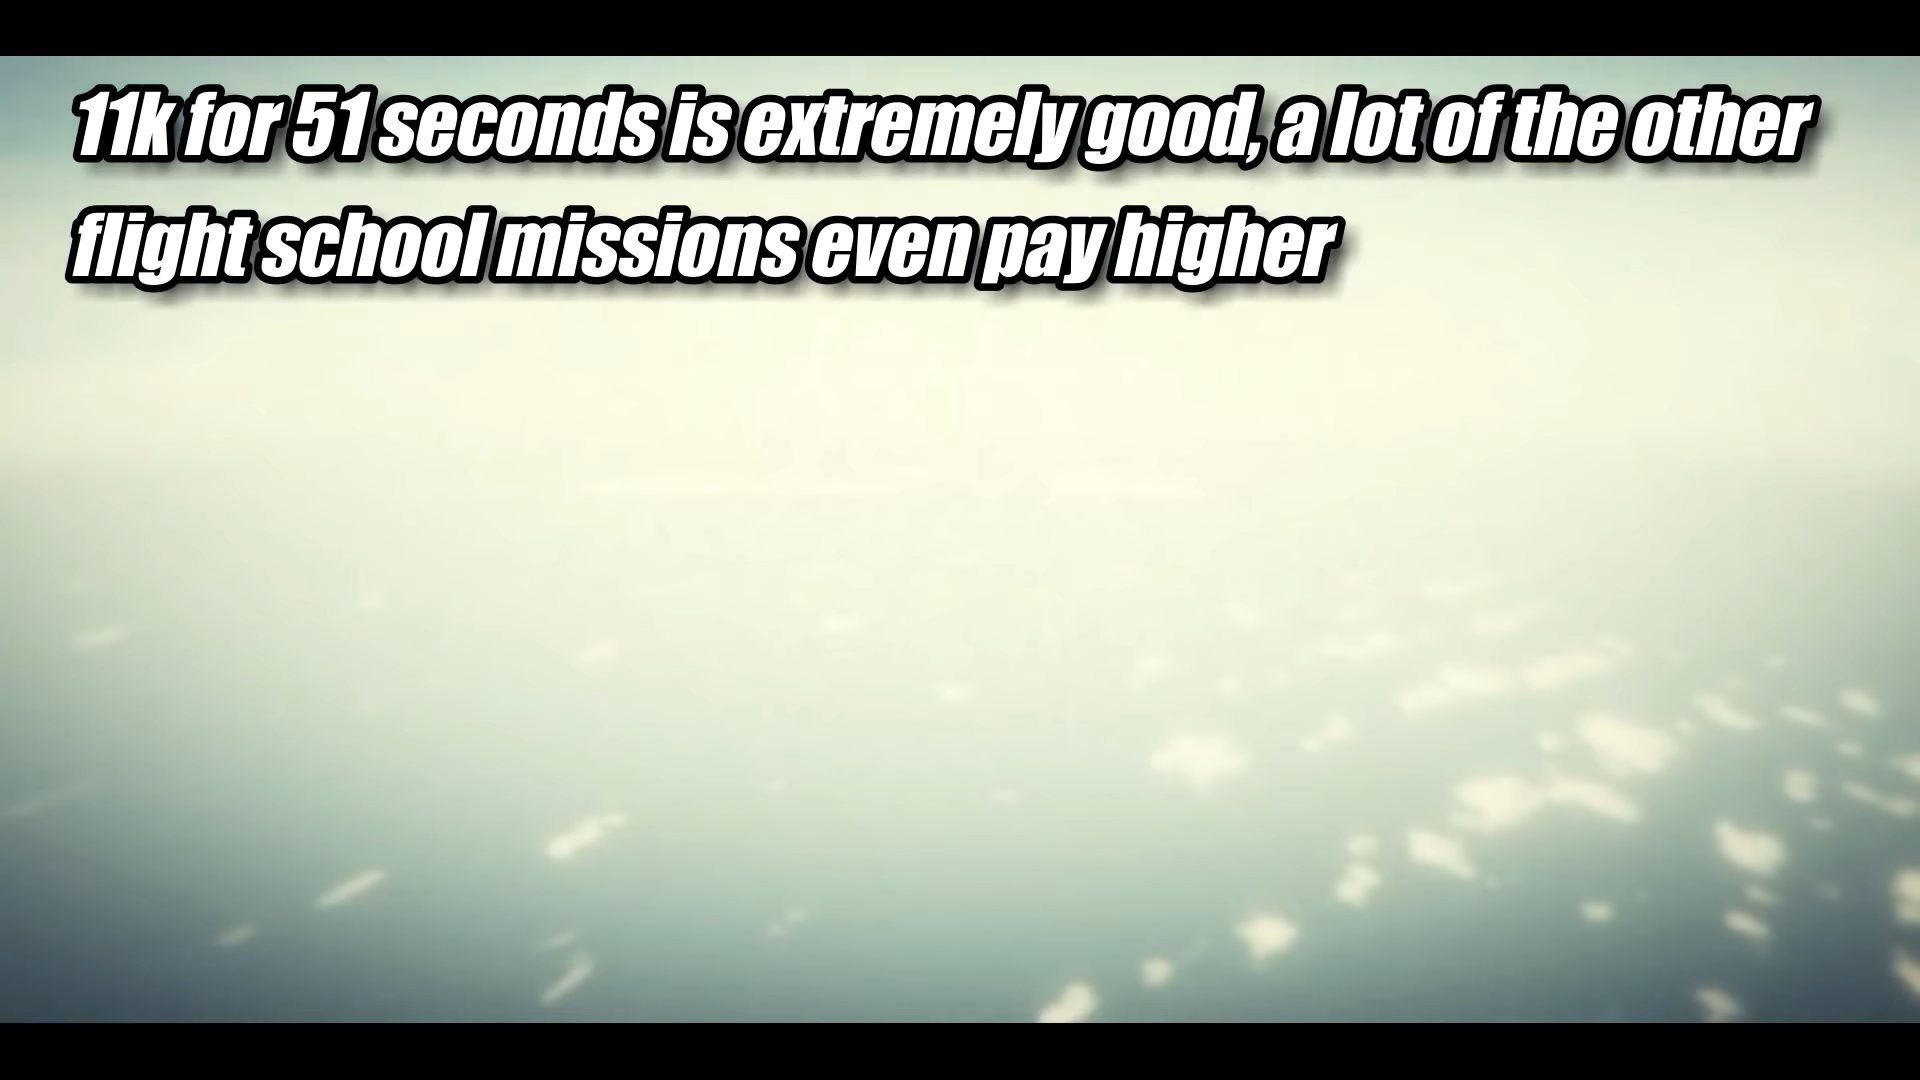 11k for 51 seconds is extremely good, a lot of the other
flight school missions even pay higher